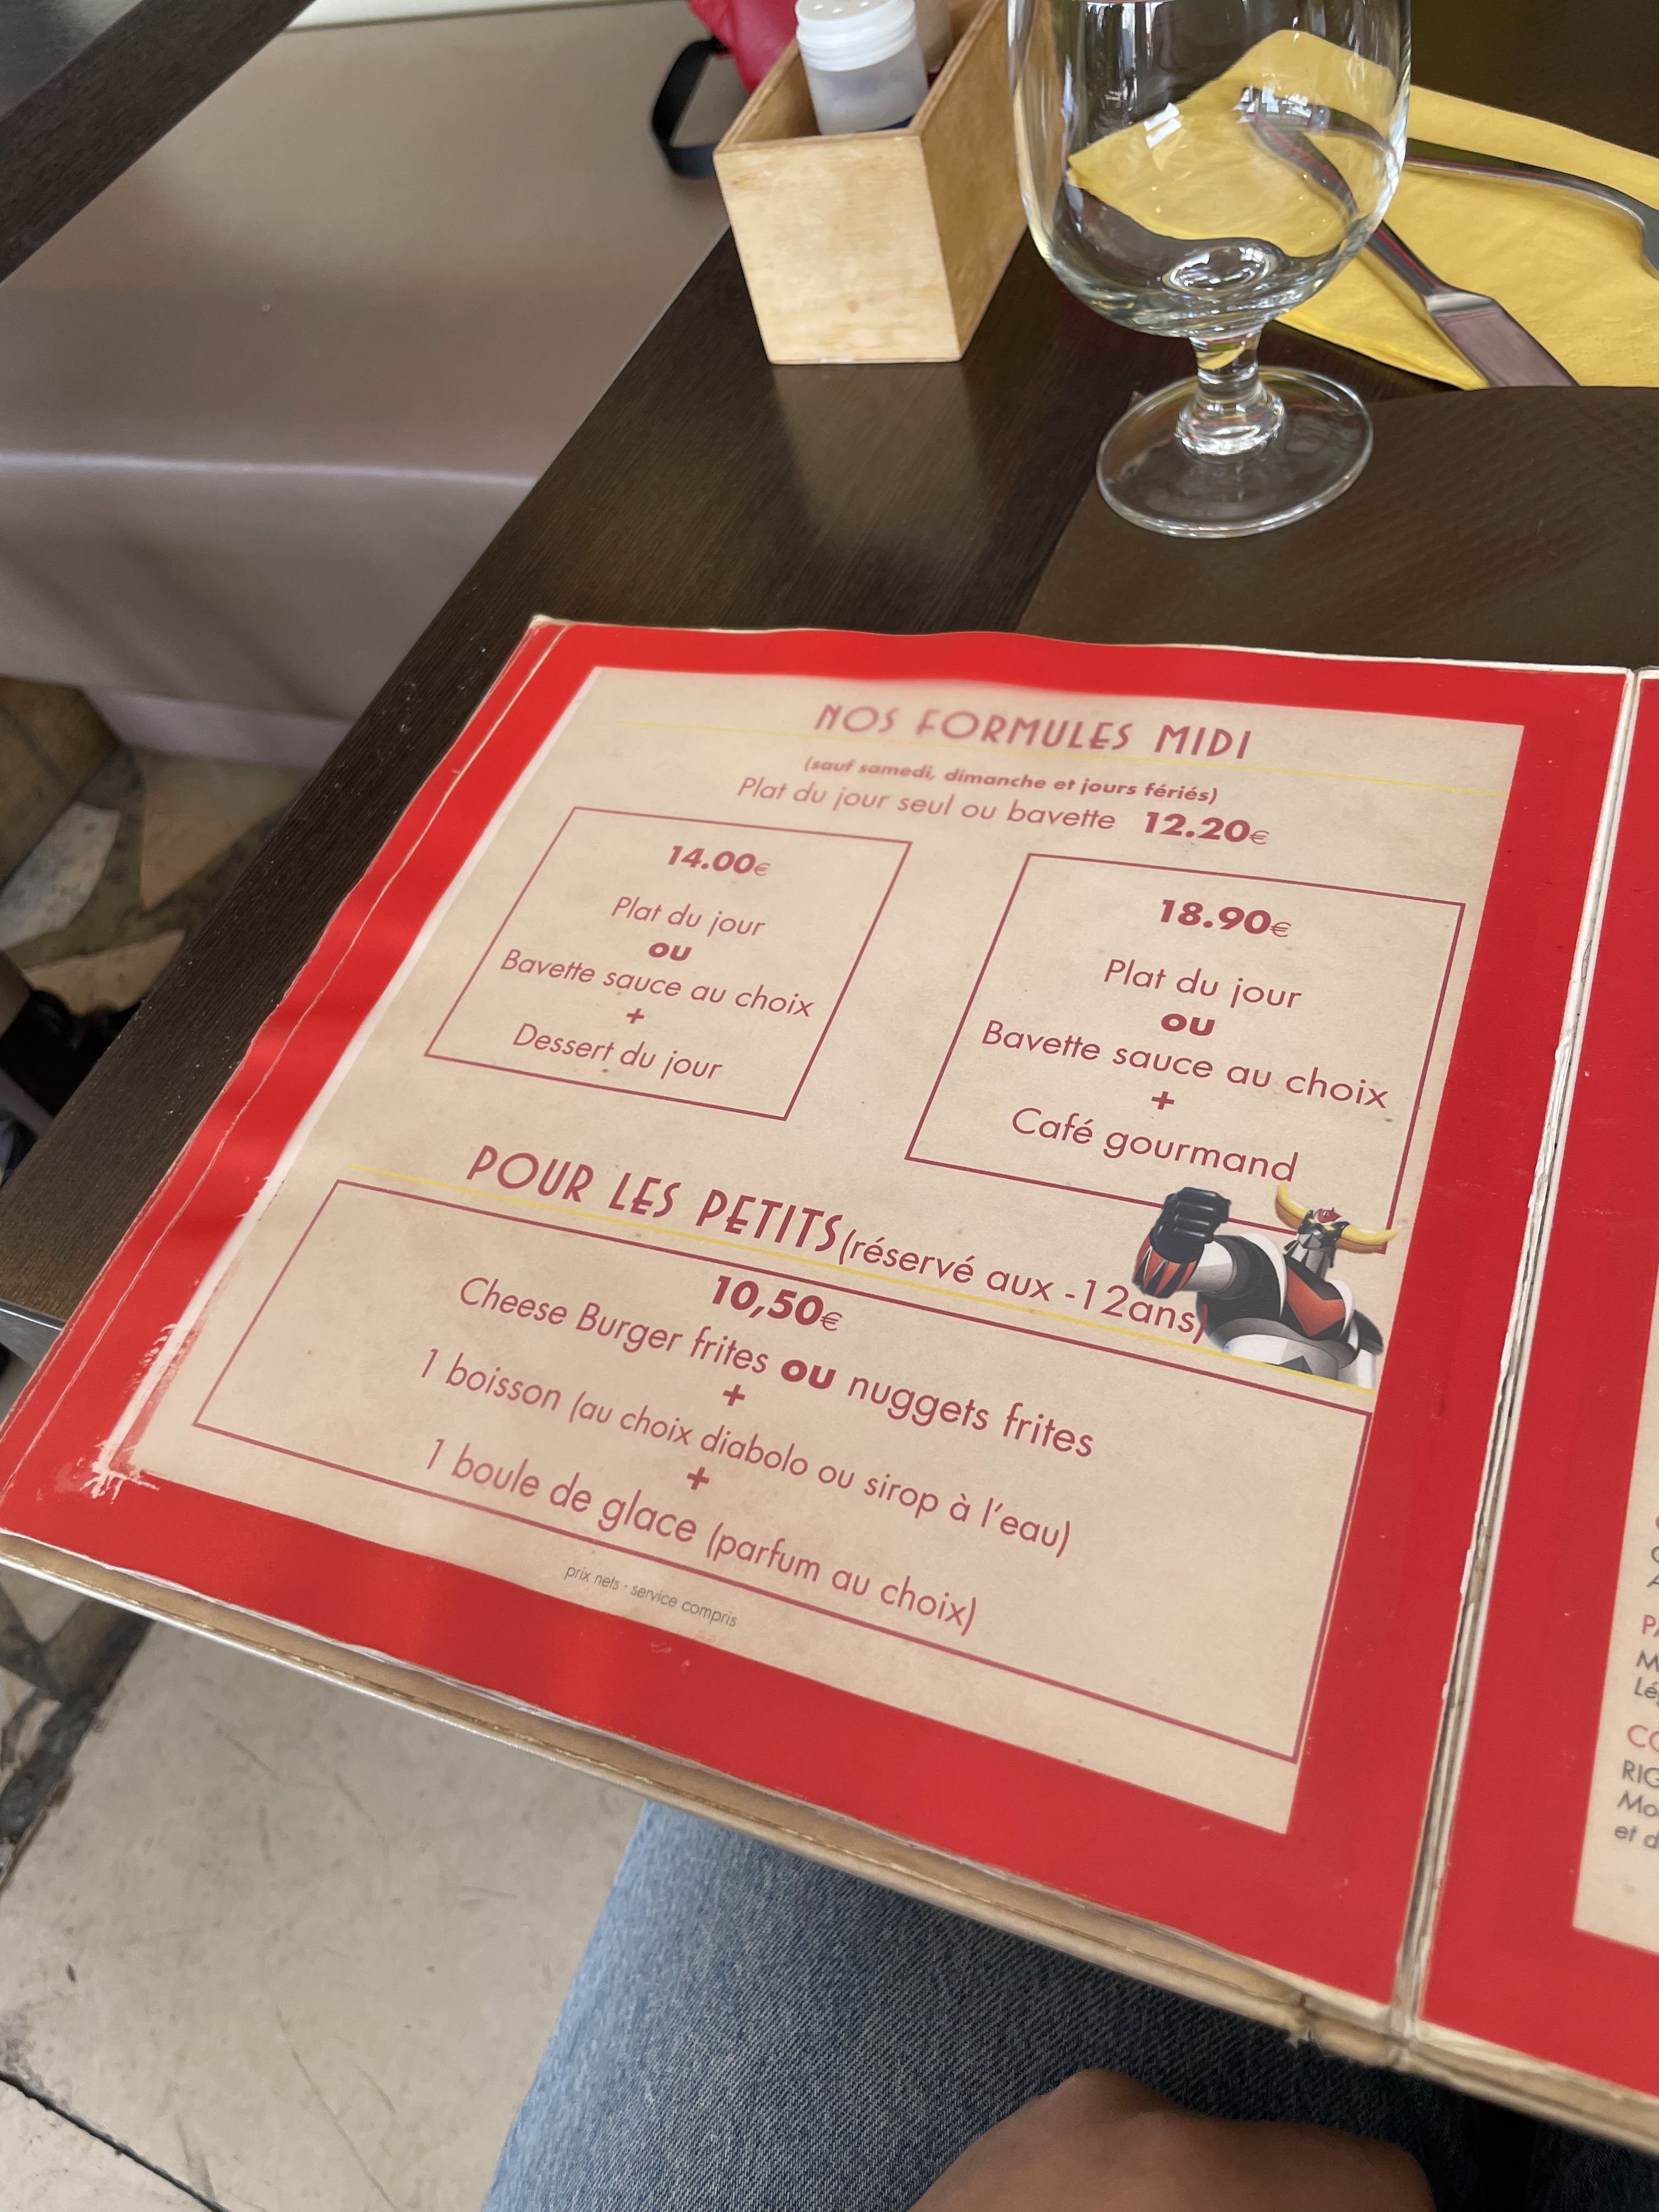 NOS FORMULES MIDI
(sauf samedi, dimanche et jours fériés)
Plat du jour seul ou bavette 12.20€
14.00€
Plat du jour
ou
Bavette sauce au choix
+
Dessert du jour
18.90€
Plat du jour
ou
Bavette sauce au choix
+
Café gourmand
POUR LES PETITS (réservé aux -12ans)
10,50€
Cheese Burger frites ou nuggets frites
+
1 boisson (au choix diabolo ou sirop à l'eau)
+
1 boule de glace (parfum au choix)
prix nets - service compris